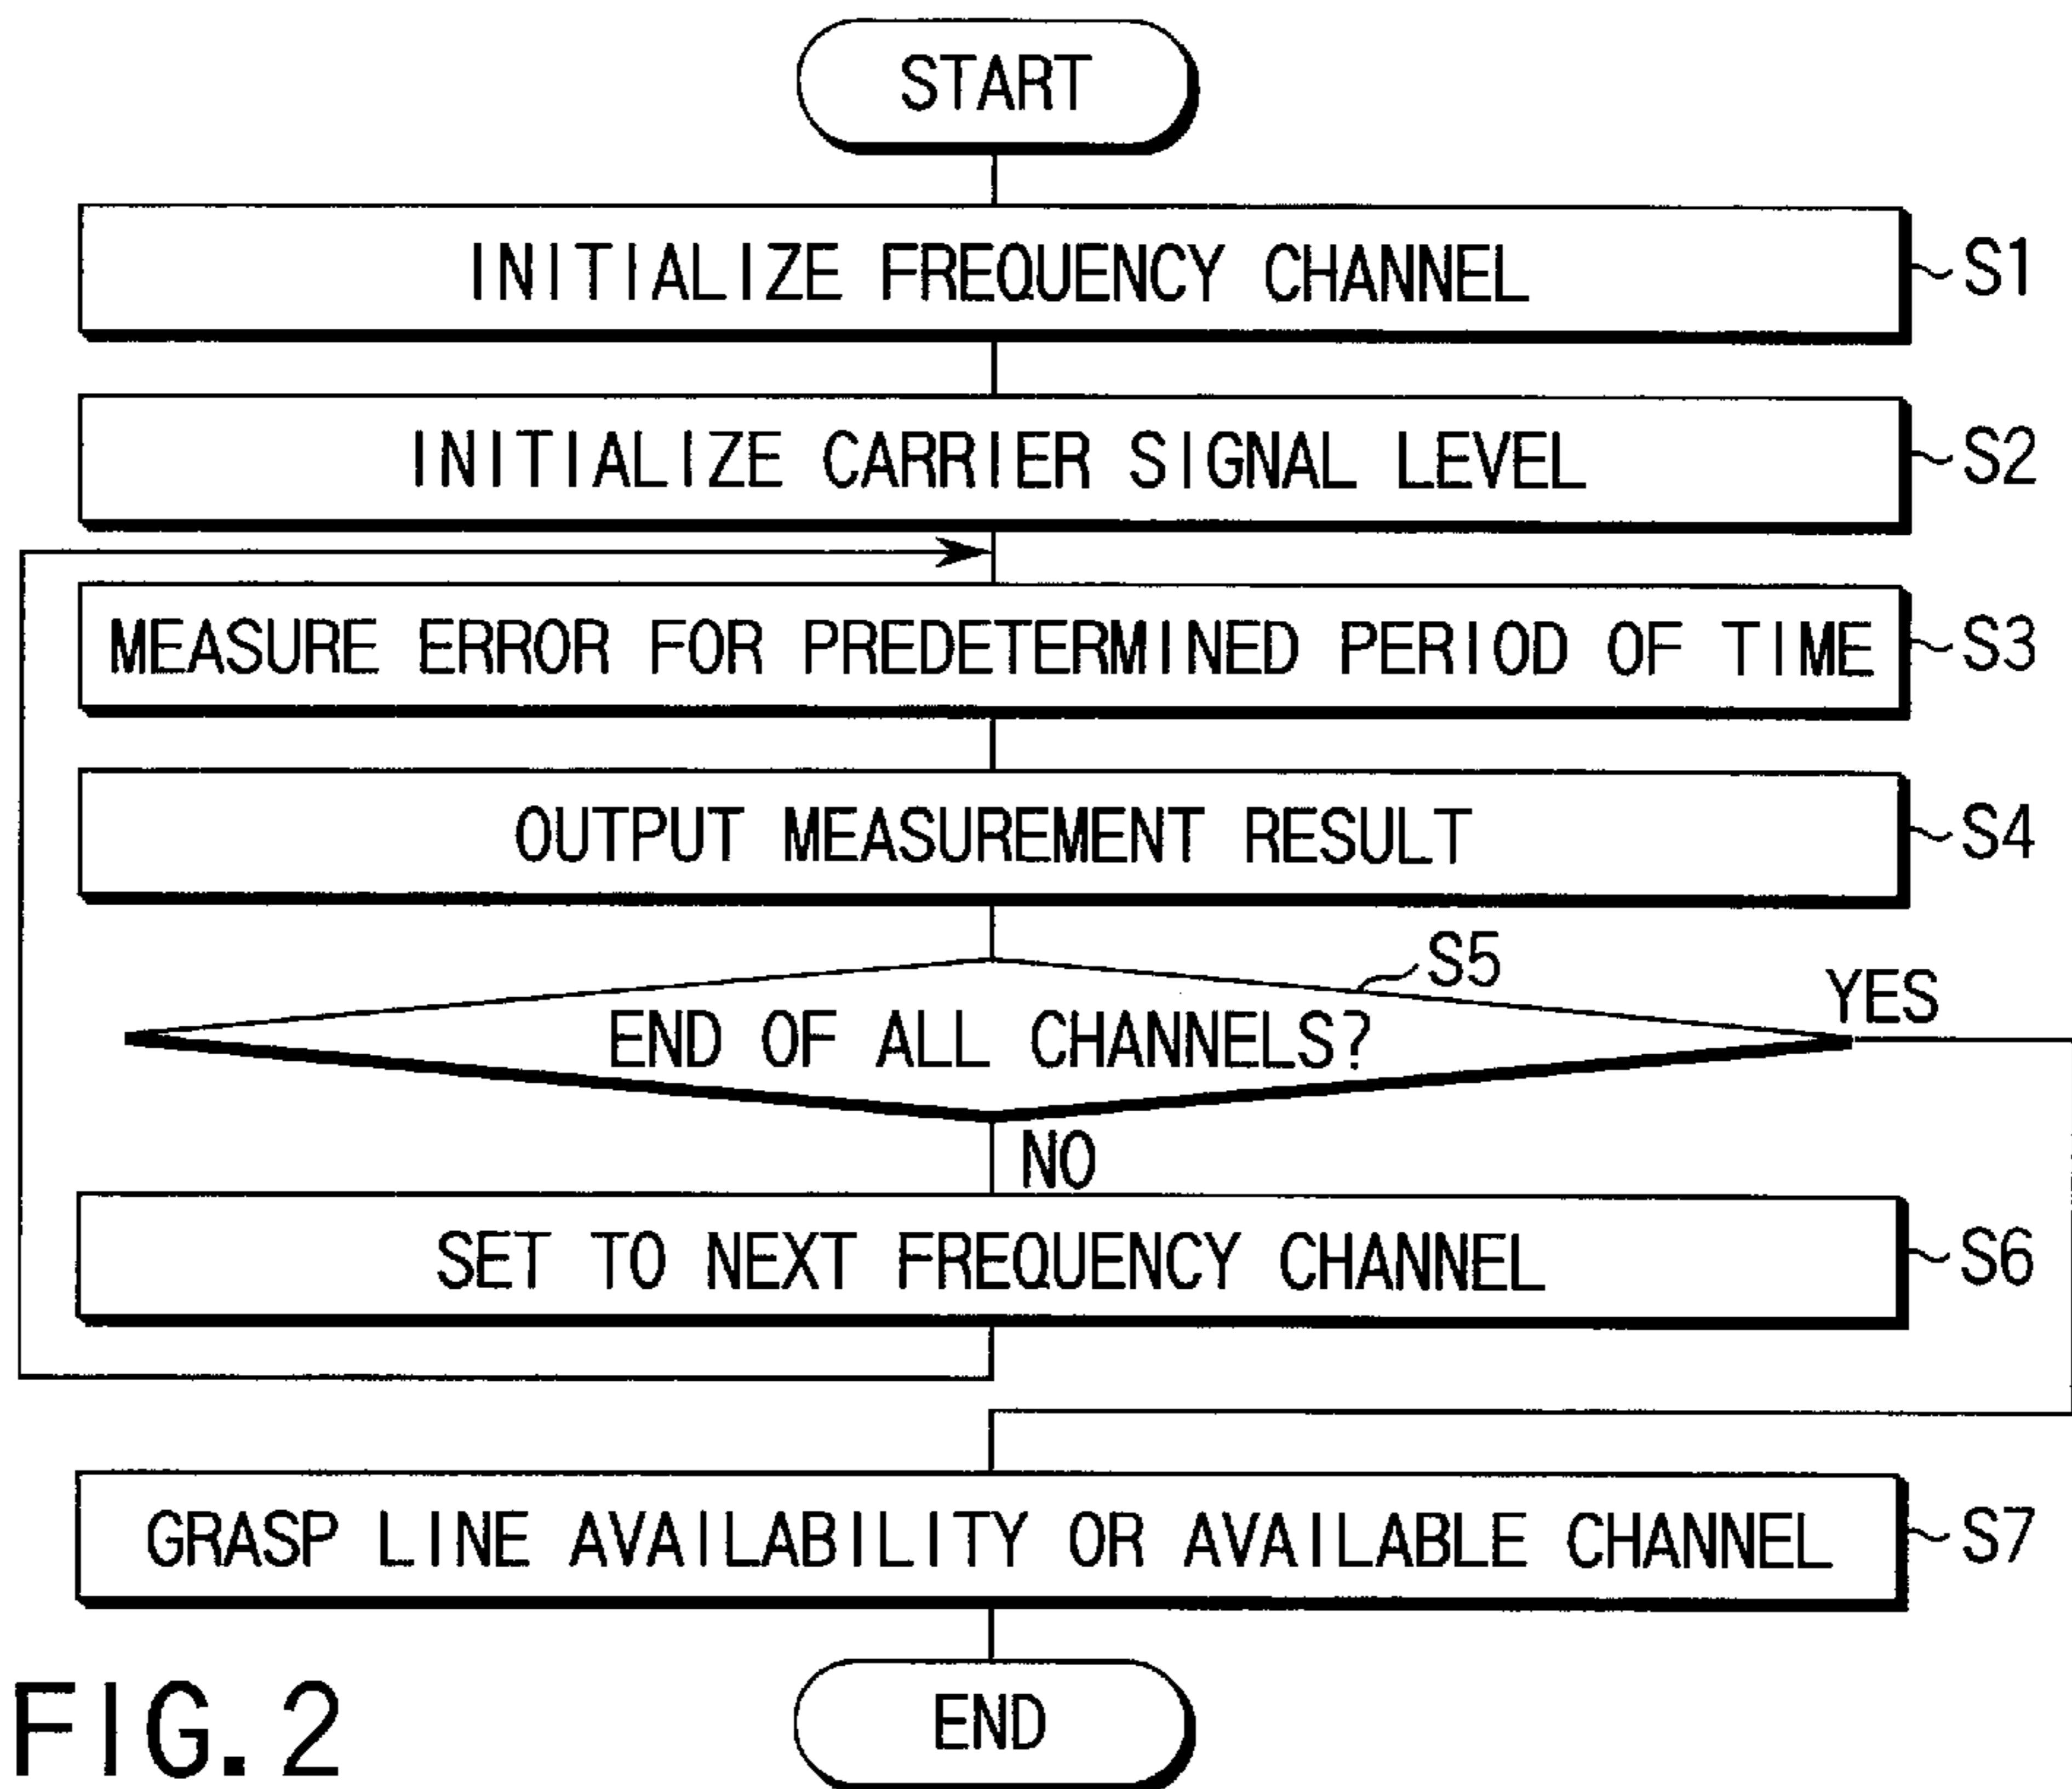 START
INITIALIZE FREQUENCY CHANNEL
S1
INITIALIZE CARRIER SIGNAL LEVEL
S2
MEASURE ERROR FOR PREDETERMINED PERIOD OF TIME
S3
OUTPUT MEASUREMENT RESULT
S4
S5
END OF ALL CHANNELS?
YES
NO
SET TO NEXT FREQUENCY CHANNEL
S6
GRASP LINE AVAILABILITY OR AVAILABLE CHANNEL
S7
END
FIG. 2